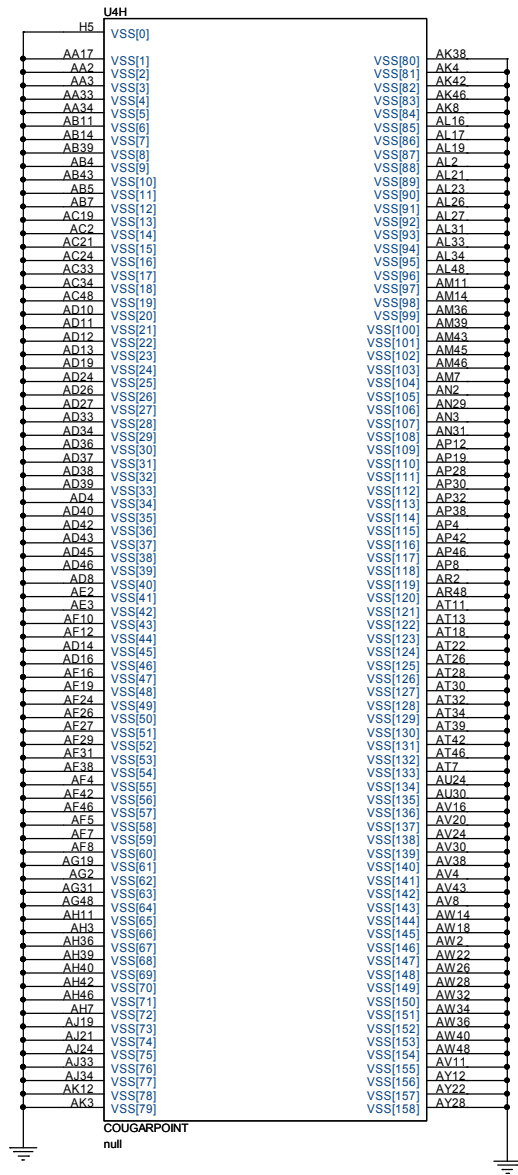 U4H
H5 VSS[0]
AA17 VSS[1] VSS[80] AK38
AA2 VSS[2] VSS[81] AK4
AA3 VSS[3] VSS[82] AK42
AA33 VSS[4] VSS[83] AK46
AA34 VSS[5] VSS[84] AK8
AB11 VSS[6] VSS[85] AL16
AB14 VSS[7] VSS[86] AL17
AB39 VSS[8] VSS[87] AL19
AB4 VSS[9] VSS[88] AL2
AB43 VSS[10] VSS[89] AL21
AB5 VSS[11] VSS[90] AL23
AB7 VSS[12] VSS[91] AL26
AC19 VSS[13] VSS[92] AL27
AC2 VSS[14] VSS[93] AL31
AC21 VSS[15] VSS[94] AL33
AC24 VSS[16] VSS[95] AL34
AC33 VSS[17] VSS[96] AL48
AC34 VSS[18] VSS[97] AM11
AC48 VSS[19] VSS[98] AM14
AD10 VSS[20] VSS[99] AM36
AD11 VSS[21] VSS[100] AM39
AD12 VSS[22] VSS[101] AM43
AD13 VSS[23] VSS[102] AM45
AD19 VSS[24] VSS[103] AM46
AD24 VSS[25] VSS[104] AM7
AD26 VSS[26] VSS[105] AN2
AD27 VSS[27] VSS[106] AN29
AD33 VSS[28] VSS[107] AN3
AD34 VSS[29] VSS[108] AN31
AD36 VSS[30] VSS[109] AP12
AD37 VSS[31] VSS[110] AP19
AD38 VSS[32] VSS[111] AP28
AD39 VSS[33] VSS[112] AP30
AD4 VSS[34] VSS[113] AP32
AD40 VSS[35] VSS[114] AP38
AD42 VSS[36] VSS[115] AP4
AD43 VSS[37] VSS[116] AP42
AD45 VSS[38] VSS[117] AP46
AD46 VSS[39] VSS[118] AP8
AD8 VSS[40] VSS[119] AR2
AE2 VSS[41] VSS[120] AR48
AE3 VSS[42] VSS[121] AT11
AF10 VSS[43] VSS[122] AT13
AF12 VSS[44] VSS[123] AT18
AD14 VSS[45] VSS[124] AT22
AD16 VSS[46] VSS[125] AT26
AF16 VSS[47] VSS[126] AT28
AF19 VSS[48] VSS[127] AT30
AF24 VSS[49] VSS[128] AT32
AF26 VSS[50] VSS[129] AT34
AF27 VSS[51] VSS[130] AT39
AF29 VSS[52] VSS[131] AT42
AF31 VSS[53] VSS[132] AT46
AF38 VSS[54] VSS[133] AT7
AF4 VSS[55] VSS[134] AU24
AF42 VSS[56] VSS[135] AU30
AF46 VSS[57] VSS[136] AV16
AF5 VSS[58] VSS[137] AV20
AF7 VSS[59] VSS[138] AV24
AF8 VSS[60] VSS[139] AV30
AG19 VSS[61] VSS[140] AV38
AG2 VSS[62] VSS[141] AV4
AG31 VSS[63] VSS[142] AV43
AG48 VSS[64] VSS[143] AV8
AH11 VSS[65] VSS[144] AW14
AH3 VSS[66] VSS[145] AW18
AH36 VSS[67] VSS[146] AW2
AH39 VSS[68] VSS[147] AW22
AH40 VSS[69] VSS[148] AW26
AH42 VSS[70] VSS[149] AW28
AH46 VSS[71] VSS[150] AW32
AH7 VSS[72] VSS[151] AW34
AJ19 VSS[73] VSS[152] AW36
AJ21 VSS[74] VSS[153] AW40
AJ24 VSS[75] VSS[154] AW48
AJ33 VSS[76] VSS[155] AV11
AJ34 VSS[77] VSS[156] AY12
AK12 VSS[78] VSS[157] AY22
AK3 VSS[79] VSS[158] AY28
COUGARPOINT
null